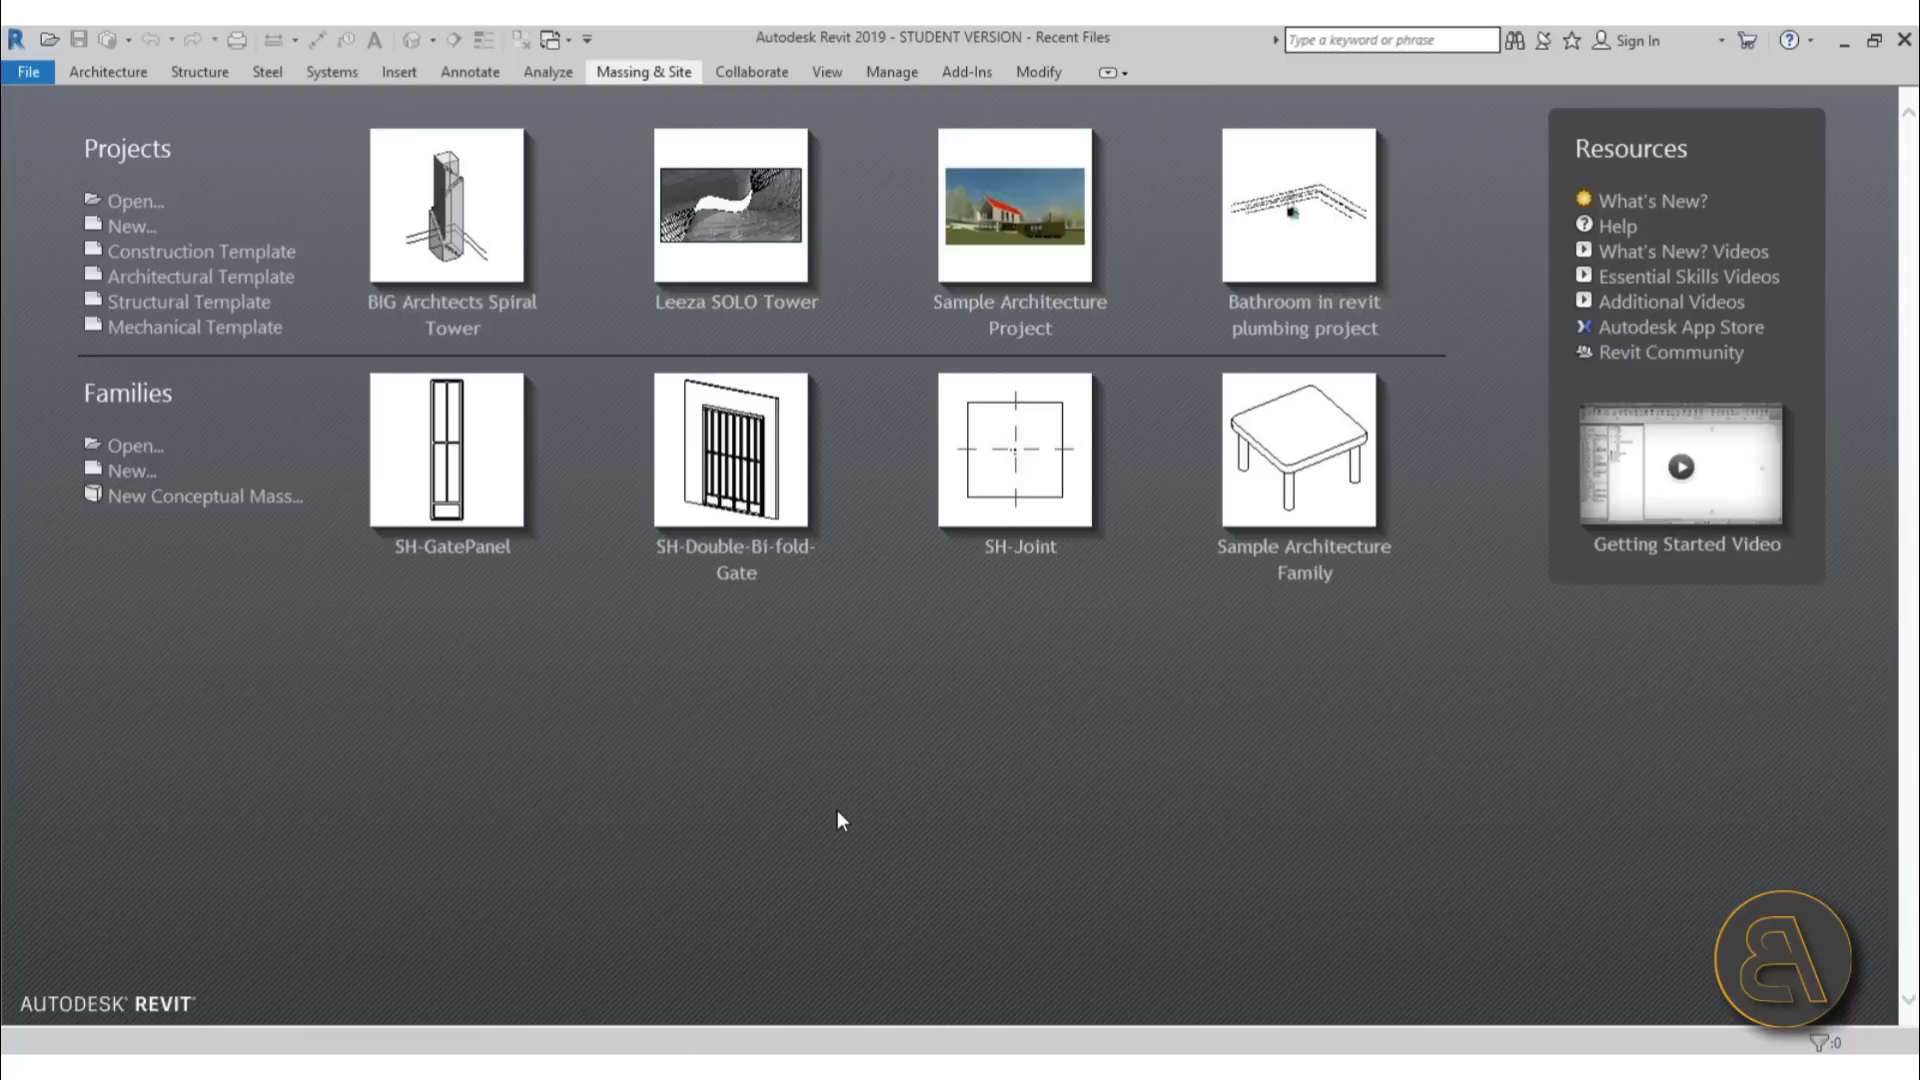 Autodesk Revit 2019 - STUDENT VERSION - Recent Files
Type a keyword or phrase
Sign In
File
Architecture
Structure
Steel
Systems
Insert
Annotate
Analyze
Massing & Site
Collaborate
View
Manage
Add-Ins
Modify
Projects
Open...
New...
Construction Template
Architectural Template
Structural Template
Mechanical Template
BIG Archtects Spiral
Tower
Leeza SOLO Tower
Sample Architecture
Project
Bathroom in revit
plumbing project
Families
Open...
New...
New Conceptual Mass...
SH-GatePanel
SH-Double-Bi-fold-
Gate
SH-Joint
Sample Architecture
Family
Resources
What's New?
Help
What's New? Videos
Essential Skills Videos
Additional Videos
Autodesk App Store
Revit Community
Getting Started Video
AUTODESK® REVIT®
:0